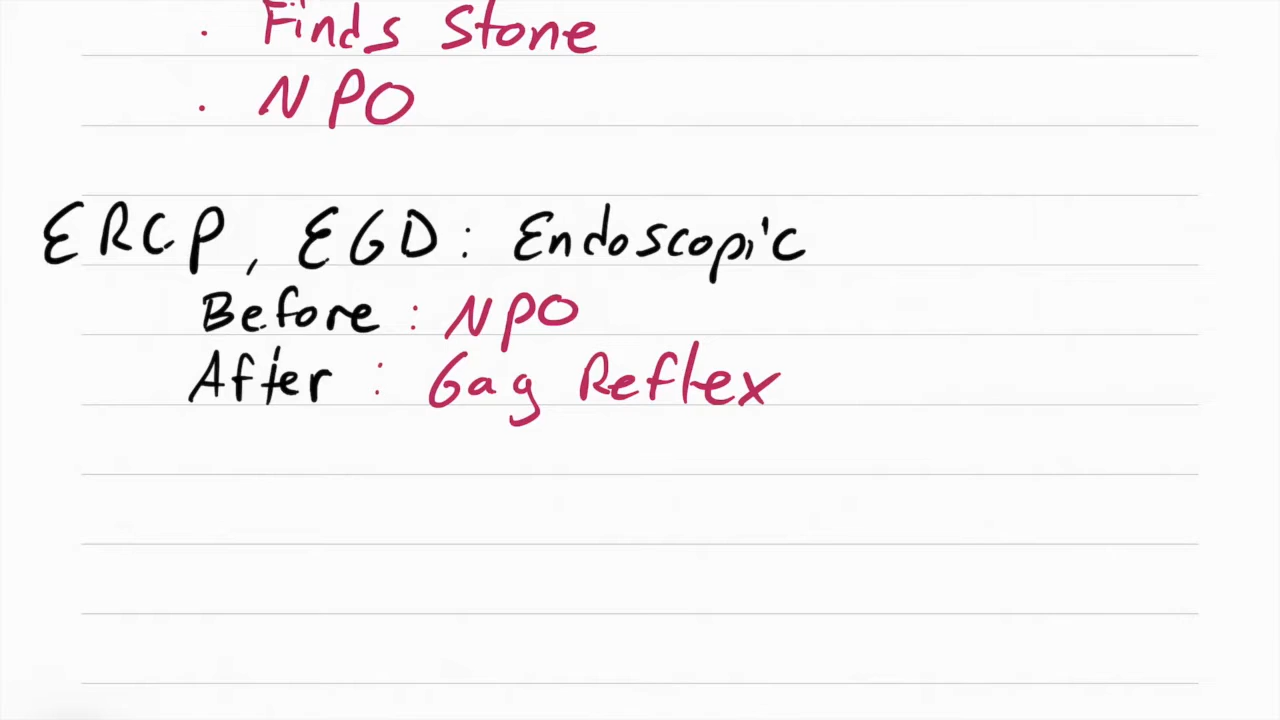 · Finds Stone
· NPO
ERCP, EGD: Endoscopic
Before: NPO
After: Gag Reflex